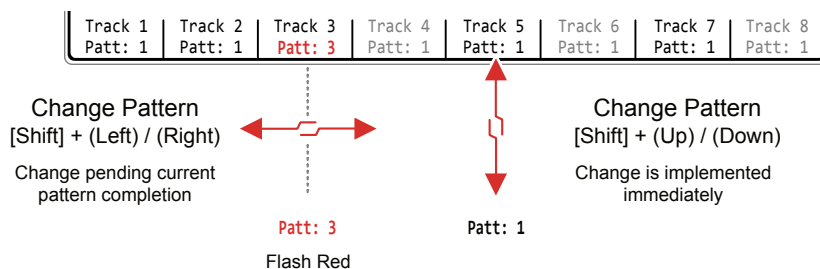 Track 1 Track 2 Track 3 Track 4 Track 5 Track 6 Track 7 Track 8
Patt: 1 Patt: 1 Patt: 3 Patt: 1 Patt: 1 Patt: 1 Patt: 1 Patt: 1
Change Pattern
[Shift] + (Left) / (Right)
Change pending current
pattern completion
Change Pattern
[Shift] + (Up) / (Down)
Change is implemented
immediately
Patt: 3 Patt: 1
Flash Red